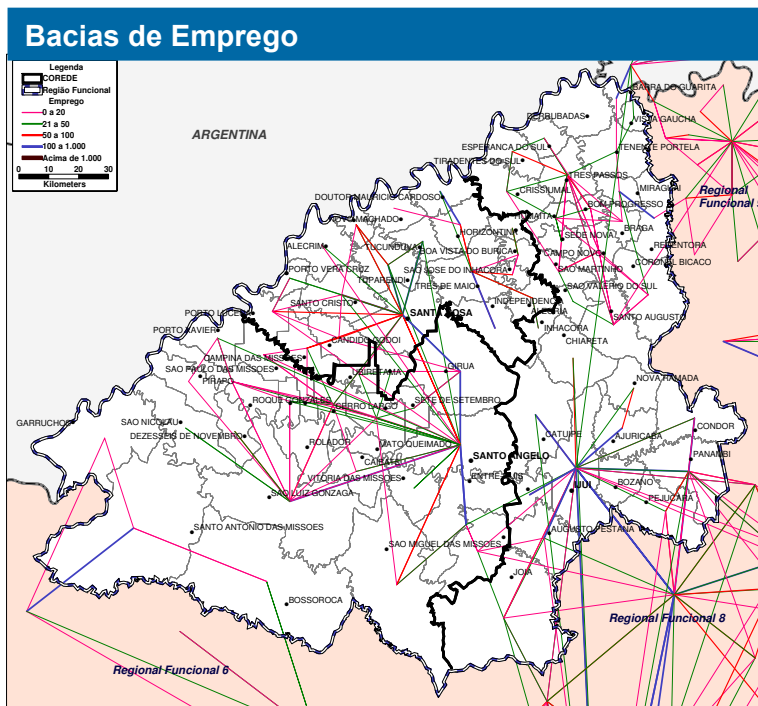 Bacias de Emprego
Legenda
COREDE
Região Funcional
Emprego
0 a 20
21 a 50
50 a 100
100 a 1.000
Acima de 1.000
0 10 20 30
Kilometers
ARGENTINA
BARRA DO GUARITA
DERRUBADAS
VISTA GAUCHA
ESPERANCA DO SUL
TENENTE PORTELA
TIRADENTES DO SUL
TRES PASSOS
Regional
Funcional
CRISSIUMAL
MIRAGUAI
DOUTOR MAURICIO CARDOSO
BOM PROGRESSO
NOVO MACHADO
HUMAITA
BRAGA
HORIZONTINA
SEDE NOVA
ALECRIM
TUCUNDUVA
BOA VISTA DO BURICA
CAMPO NOVO
REDENTORA
PORTO VERA CRUZ
SAO JOSE DO INHACORA
SAO MARTINHO
CORONEL BICACO
TUPARENDI
TRES DE MAIO
SAO VALERIO DO SUL
SANTO CRISTO
INDEPENDENCIA
PORTO LUCENA
SANTA ROSA
ALEGRIA
SANTO AUGUSTO
PORTO XAVIER
INHACORA
CANDIDO GODOI
CHIAPETA
CAMPINA DAS MISSOES
SAO PAULO DAS MISSOES
GIRUA
PIRAPO
UBIRETAMA
NOVA RAMADA
ROQUE GONZALES
SETE DE SETEMBRO
CERRO LARGO
GARRUCHOS
SAO NICOLAU
CONDOR
DEZESSEIS DE NOVEMBRO
CATUIPE
AJURICABA
ROLADOR
MATO QUEIMADO
PANAMBI
CAIBATE
SANTO ANGELO
VITORIA DAS MISSOES
ENTRE-IJUIS
BOZANO
IJUI
SAO LUIZ GONZAGA
PEJUCARA
SANTO ANTONIO DAS MISSOES
AUGUSTO PESTANA
SAO MIGUEL DAS MISSOES
JOIA
BOSSOROCA
Regional Funcional 8
Regional Funcional 6